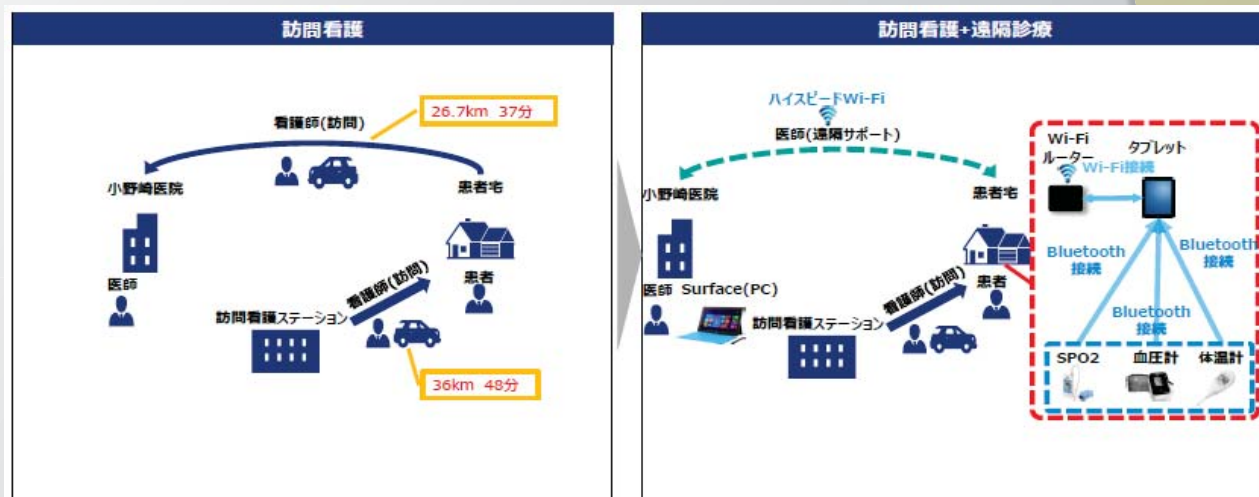 訪問看護
26.7km 37分
看護師(訪問)
小野崎医院
患者宅
医師
患者
看護師(訪問)
訪問看護ステーション
36km 48分
訪問看護+遠隔診療
ハイスピードWi-Fi
医師(遠隔サポート)
小野崎医院
患者宅
医師 Surface(PC)
患者
看護師(訪問)
訪問看護ステーション
Wi-Fi
ルーター
タブレット
Wi-Fi接続
Bluetooth
接続
Bluetooth
接続
Bluetooth
接続
SPO2
血圧計
体温計